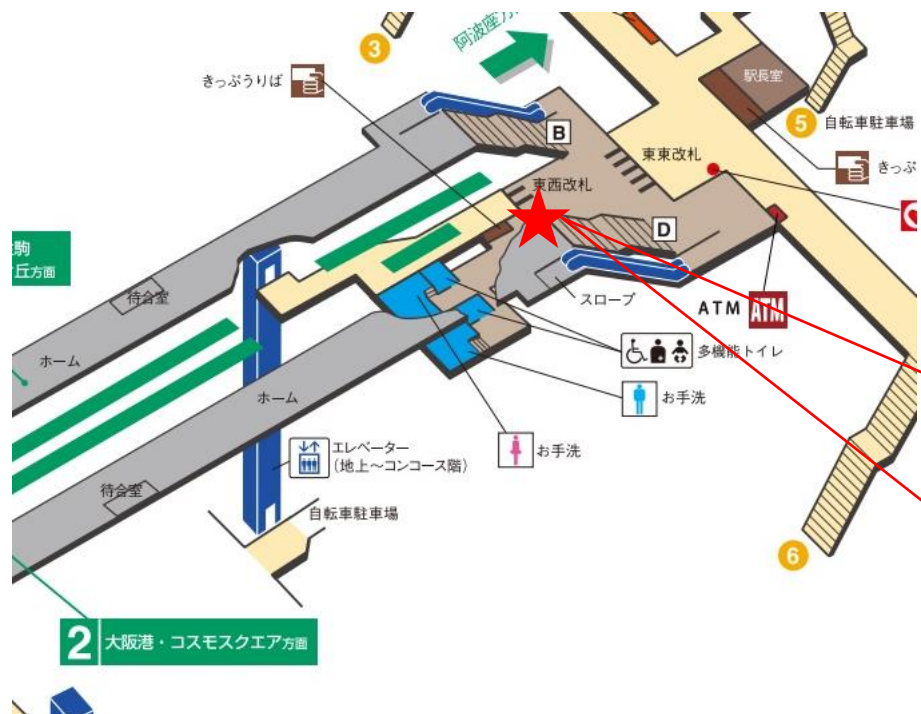 3
阿波座方
きっぷうりば
B
駅長室
5
自転車駐車場
東東改札
きっぷ
東西改札
D
駒
丘方面
待合室
スロープ
ATM
ATM
ホーム
多機能トイレ
ホーム
お手洗
エレベーター
(地上〜コンコース階)
お手洗
待合室
自転車駐車場
6
2 大阪港・コスモスクエア方面